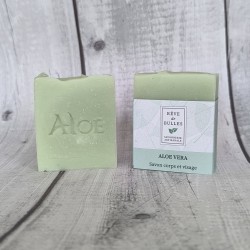 ALOE
RÊVE
de
BULLES
ALOE VERA
Savon corps et visage